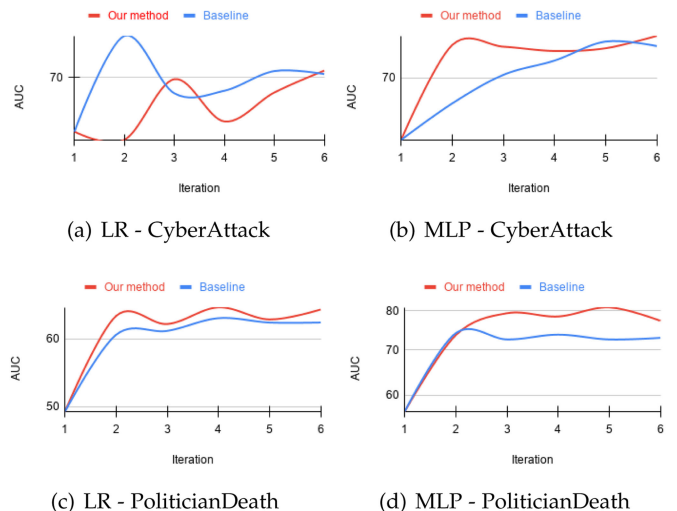 Our method Baseline
AUC
70
1 2 3 4 5 6
Iteration
(a) LR - CyberAttack
Our method Baseline
AUC
70
1 2 3 4 5 6
Iteration
(b) MLP - CyberAttack
Our method Baseline
AUC
60
50
1 2 3 4 5 6
Iteration
(c) LR - PoliticianDeath
Our method Baseline
AUC
80
70
60
1 2 3 4 5 6
Iteration
(d) MLP - PoliticianDeath